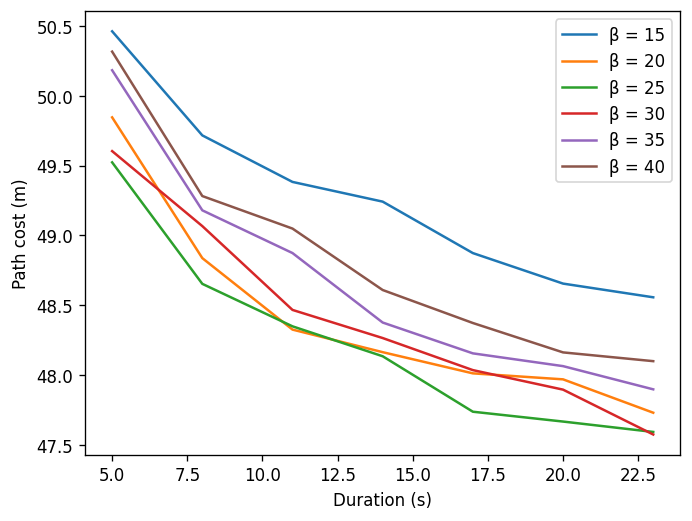 50.5
50.0
49.5
49.0
48.5
48.0
47.5
Path cost (m)
5.0 7.5 10.0 12.5 15.0 17.5 20.0 22.5
Duration (s)
β = 15
β = 20
β = 25
β = 30
β = 35
β = 40